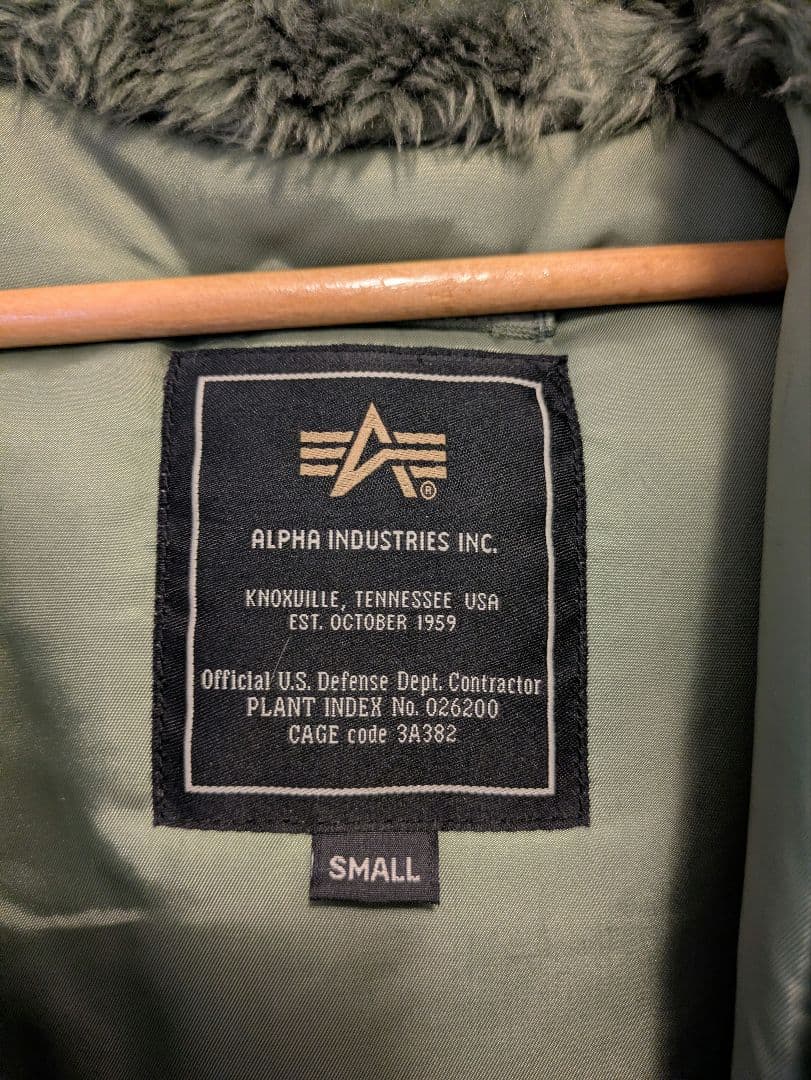 ®
ALPHA INDUSTRIES INC.
KNOXVILLE, TENNESSEE USA
EST. OCTOBER 1959
Official U.S. Defense Dept. Contractor
PLANT INDEX No. 026200
CAGE code 3A382
SMALL